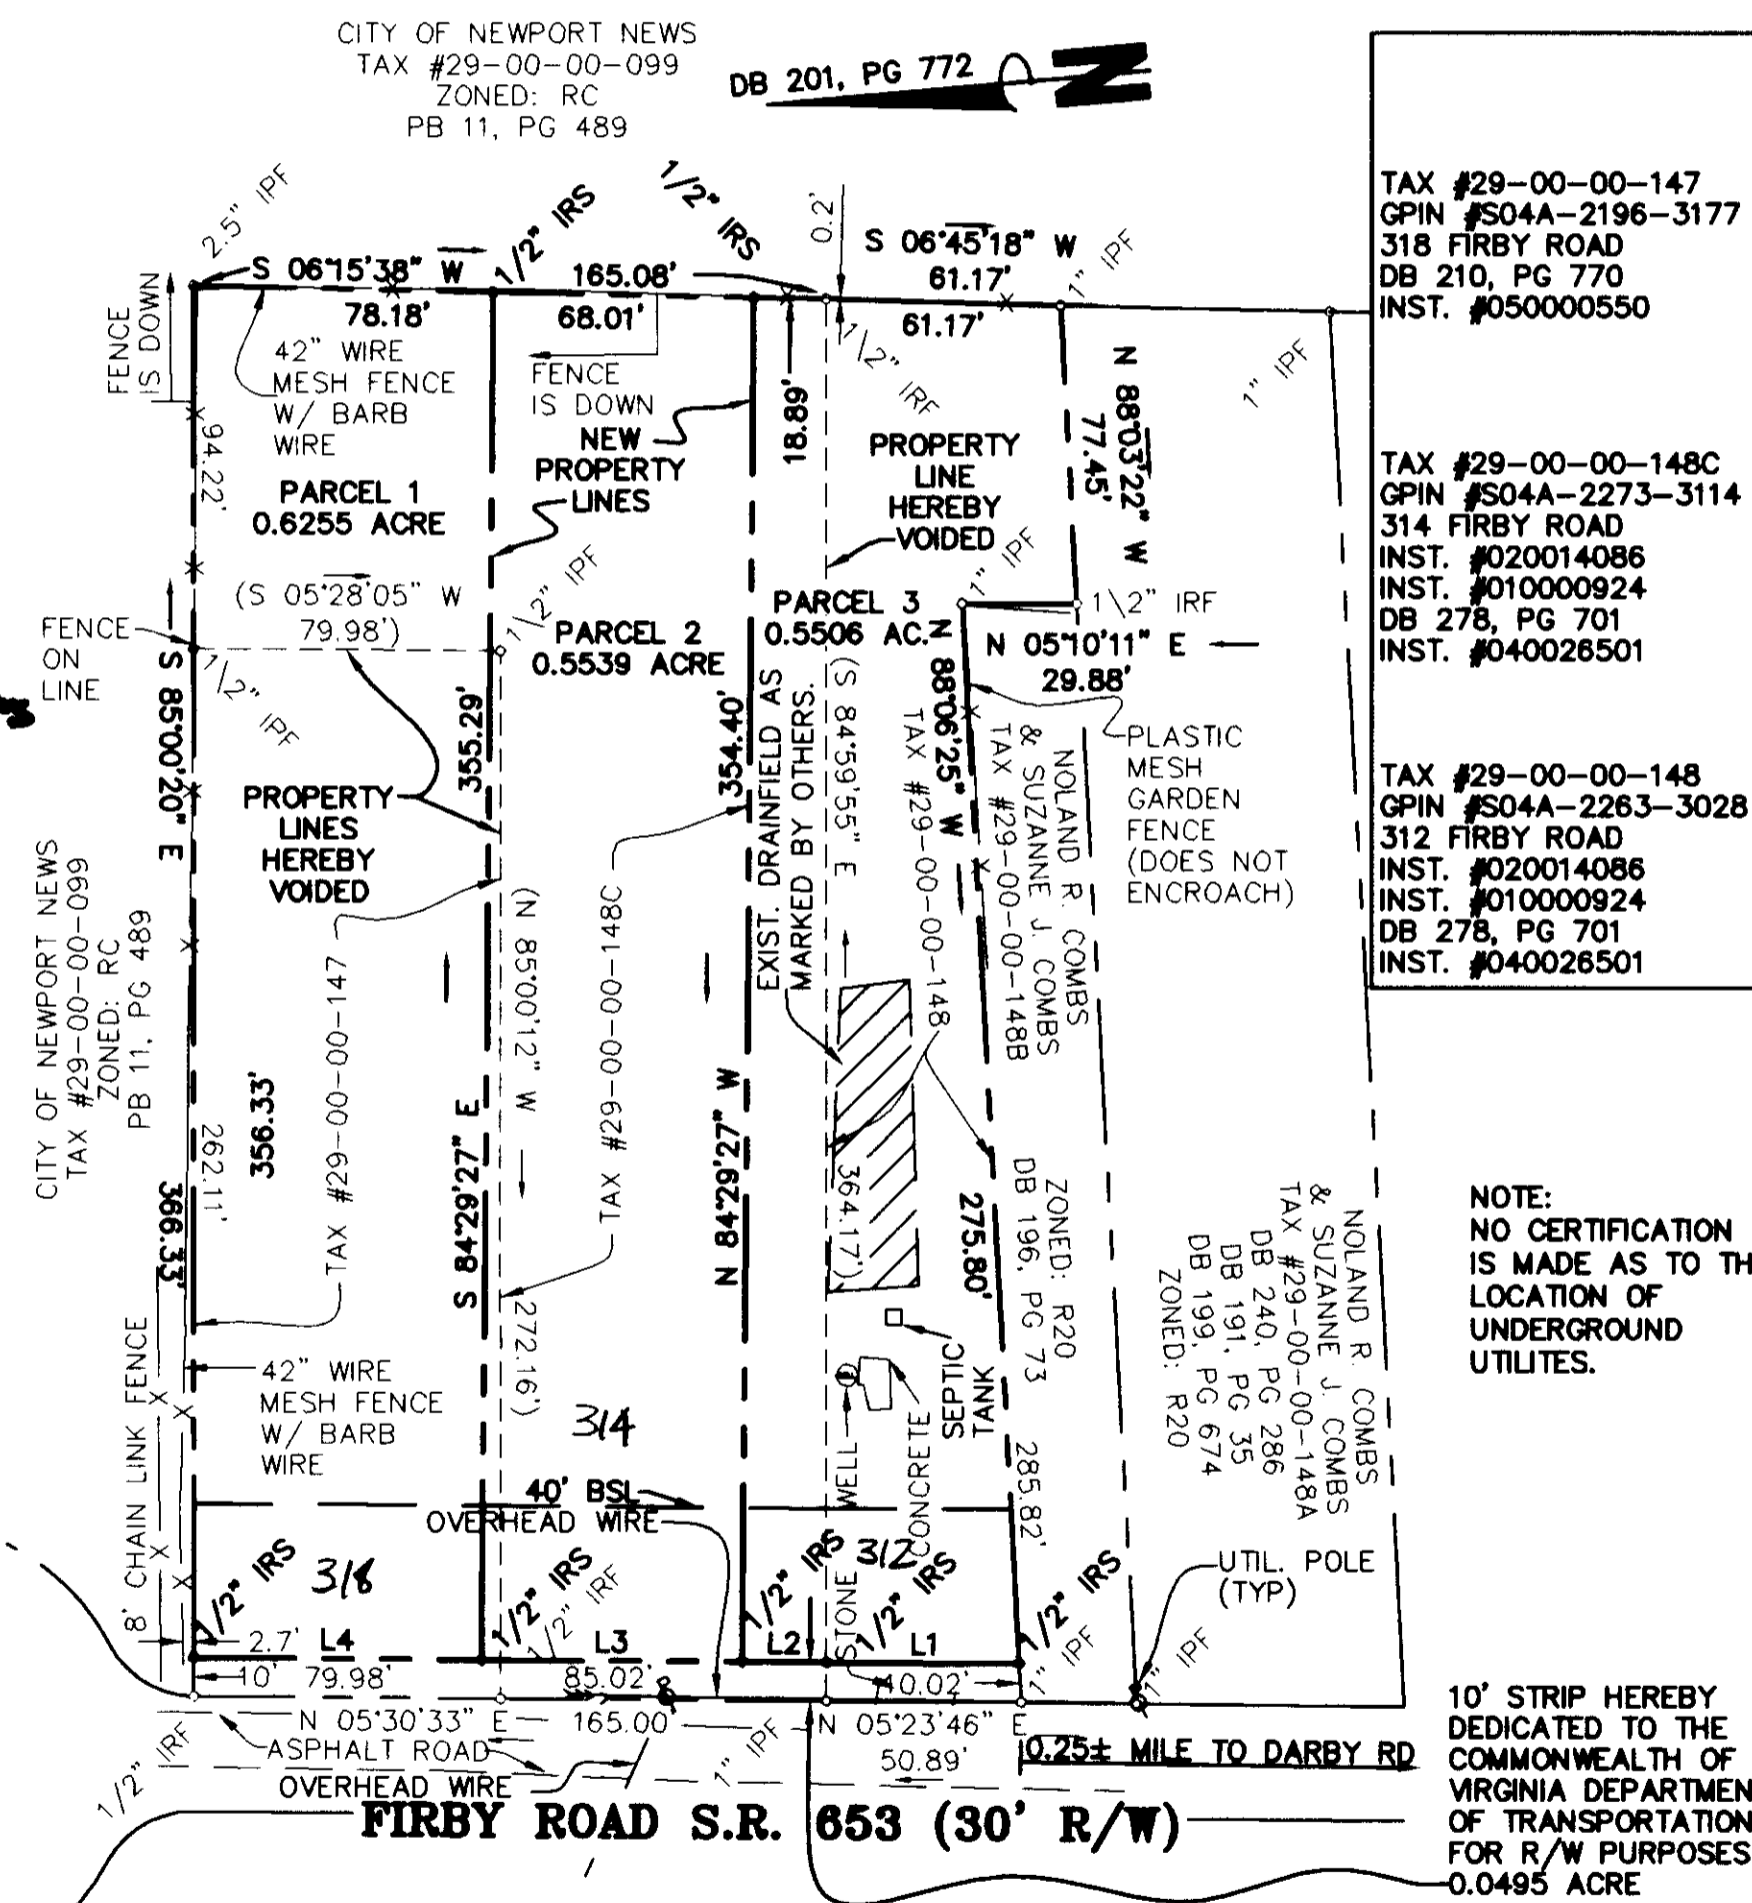 CITY OF NEWPORT NEWS
TAX #29-00-00-099
ZONED: RC
PB 11, PG 489
DB 201, PG 772
N
2.5" IPF
S 06°15'38" W
1/2" IRS
165.08'
1/2" IRS
0.2'
S 06°45'18" W
61.17'
1" IPF
78.18'
68.01'
61.17'
1/2" IRF
1" IPF
FENCE
IS DOWN
42" WIRE
MESH FENCE
W/ BARB
WIRE
FENCE
IS DOWN
NEW
PROPERTY
LINES
18.89'
PROPERTY
LINE
HEREBY
VOIDED
N 88°03'22" W
77.45'
94.22'
PARCEL 1
0.6255 ACRE
(S 05°28'05" W
79.98')
1/2" IPF
1" IPF
FENCE
ON
LINE
1/2" IPF
PARCEL 2
0.5539 ACRE
PARCEL 3
0.5506 AC.
1\2" IRF
N 05°10'11" E
29.88'
S 85°00'20" E
355.29'
354.40'
EXIST. DRAINFIELD AS
MARKED BY OTHERS.
(S 84°59'55" E
364.17')
N 88°06'25" W
275.80'
TAX #29-00-00-148
NOLAND R. COMBS
& SUZANNE J. COMBS
TAX #29-00-00-148B
ZONED: R20
DB 196, PG 73
PLASTIC
MESH
GARDEN
FENCE
(DOES NOT
ENCROACH)
PROPERTY
LINES
HEREBY
VOIDED
CITY OF NEWPORT NEWS
TAX #29-00-00-099
ZONED: RC
PB 11, PG 489
262.11'
356.33'
366.33'
TAX #29-00-00-147
S 84°29'27" E
(N 85°00'12" W
272.16')
TAX #29-00-00-148C
N 84°29'27" W
NOLAND R. COMBS
& SUZANNE J. COMBS
TAX #29-00-00-148A
DB 240, PG 286
DB 191, PG 35
DB 199, PG 674
ZONED: R20
8' CHAIN LINK FENCE
42" WIRE
MESH FENCE
W/ BARB
WIRE
314
40' BSL
OVERHEAD WIRE
SEPTIC
TANK
STONE WELL
CONCRETE
285.82'
318
312
1/2" IRS
1/2" IRS
1/2" IRF
1/2" IRS
1/2" IRS
1/2" IRS
1" IPF
UTIL. POLE
(TYP)
1" IPF
2.7'
L4
L3
L2
L1
10'
79.98'
85.02'
40.02'
N 05°30'33" E
165.00
N 05°23'46" E
50.89'
ASPHALT ROAD
OVERHEAD WIRE
1/2" IRF
1" IPF
0.25± MILE TO DARBY RD
FIRBY ROAD S.R. 653 (30' R/W)
TAX #29-00-00-147
GPIN #S04A-2196-3177
318 FIRBY ROAD
DB 210, PG 770
INST. #050000550
TAX #29-00-00-148C
GPIN #S04A-2273-3114
314 FIRBY ROAD
INST. #020014086
INST. #010000924
DB 278, PG 701
INST. #040026501
TAX #29-00-00-148
GPIN #S04A-2263-3028
312 FIRBY ROAD
INST. #020014086
INST. #010000924
DB 278, PG 701
INST. #040026501
NOTE:
NO CERTIFICATION
IS MADE AS TO TH
LOCATION OF
UNDERGROUND
UTILITES.
10' STRIP HEREBY
DEDICATED TO THE
COMMONWEALTH OF
VIRGINIA DEPARTMEN
OF TRANSPORTATION
FOR R/W PURPOSES
0.0495 ACRE